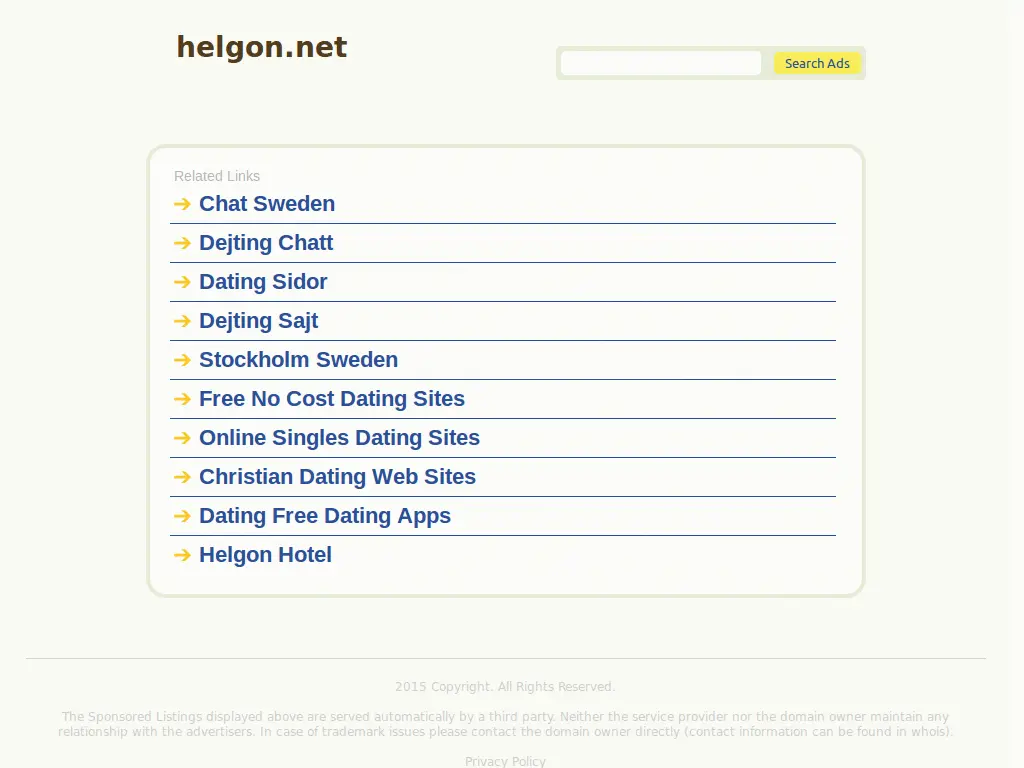 helgon.net
Search Ads
Related Links
➔ Chat Sweden
➔ Dejting Chatt
➔ Dating Sidor
➔ Dejting Sajt
➔ Stockholm Sweden
➔ Free No Cost Dating Sites
➔ Online Singles Dating Sites
➔ Christian Dating Web Sites
➔ Dating Free Dating Apps
➔ Helgon Hotel
2015 Copyright. All Rights Reserved.
The Sponsored Listings displayed above are served automatically by a third party. Neither the service provider nor the domain owner maintain any
relationship with the advertisers. In case of trademark issues please contact the domain owner directly (contact information can be found in whois).
Privacy Policy